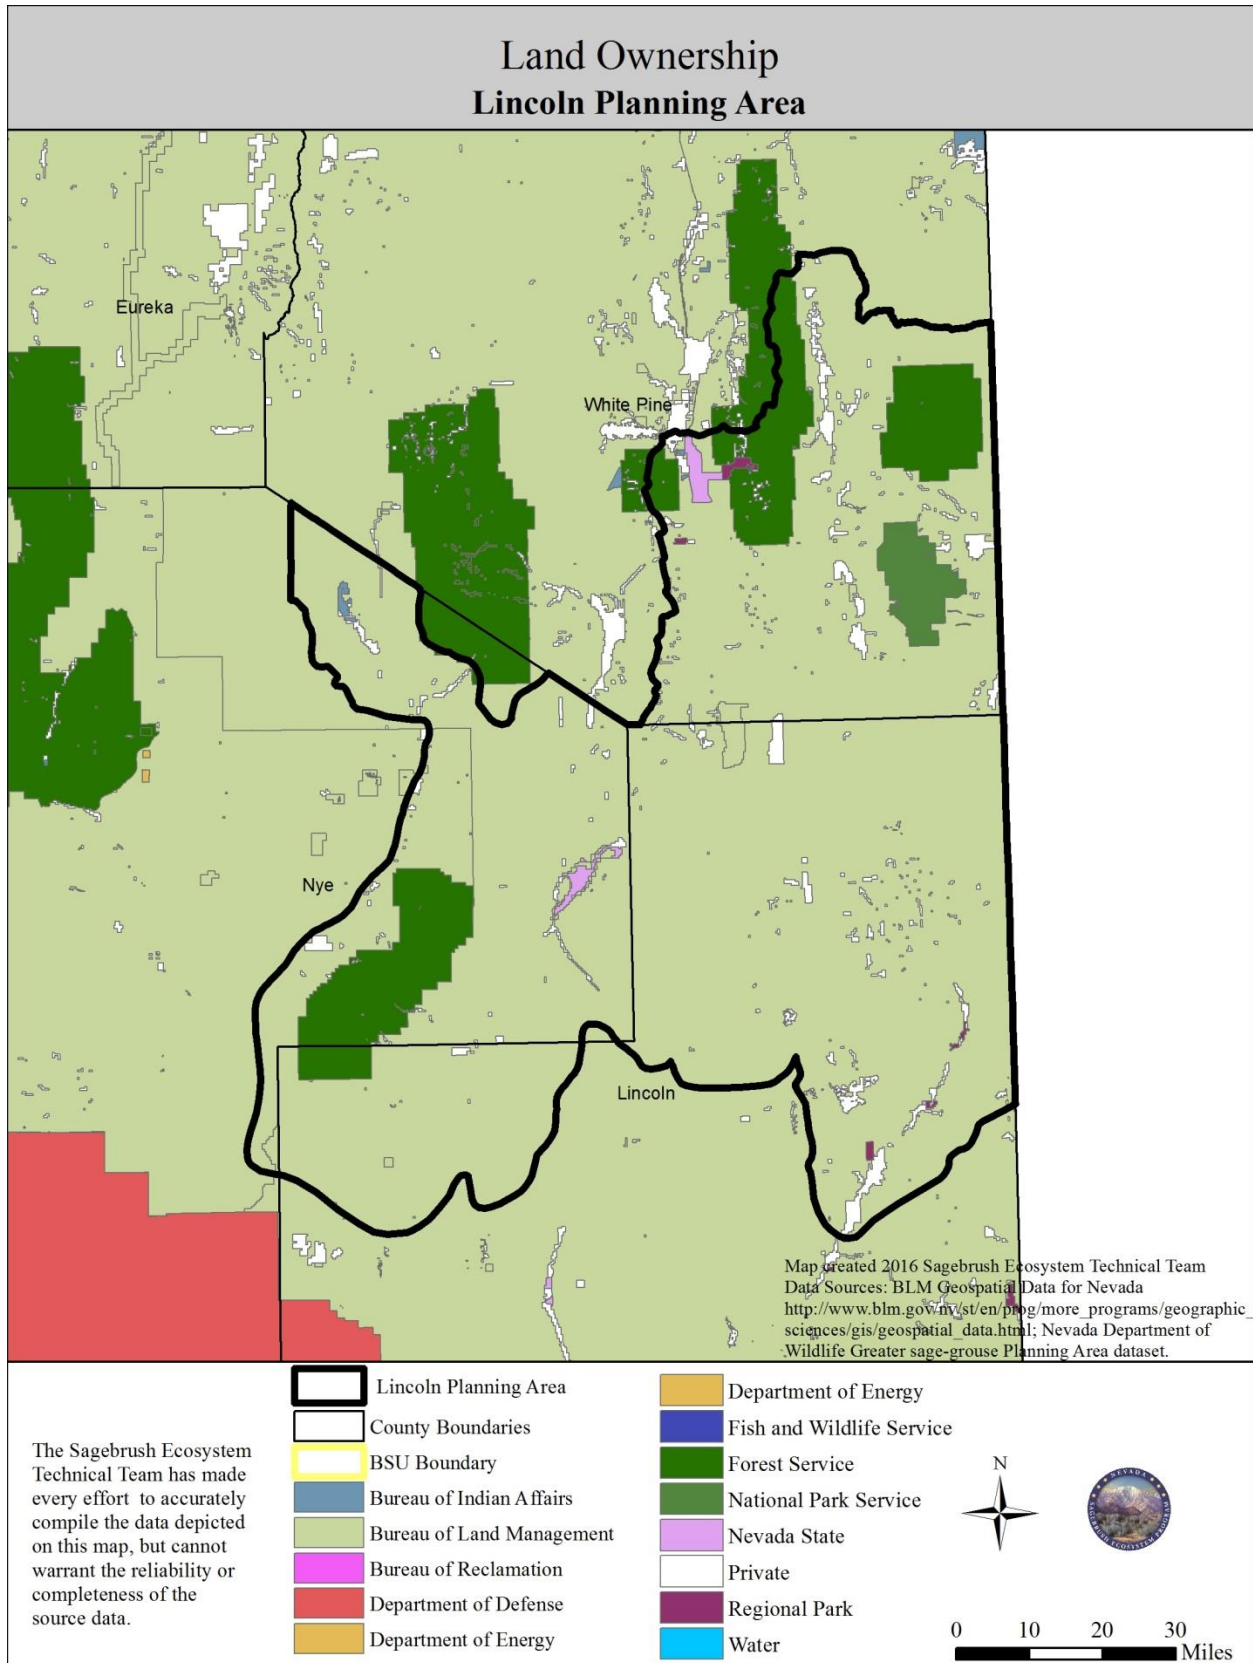 Land Ownership
Lincoln Planning Area
Eureka
White Pine
Nye
Lincoln
Map created 2016 Sagebrush Ecosystem Technical Team
Data Sources: BLM Geospatial Data for Nevada
http://www.blm.gov/nv/st/en/prog/more_programs/geographic_
sciences/gis/geospatial_data.html; Nevada Department of
Wildlife Greater sage-grouse Planning Area dataset.
The Sagebrush Ecosystem
Technical Team has made
every effort to accurately
compile the data depicted
on this map, but cannot
warrant the reliability or
completeness of the
source data.
Lincoln Planning Area
County Boundaries
BSU Boundary
Bureau of Indian Affairs
Bureau of Land Management
Bureau of Reclamation
Department of Defense
Department of Energy
Department of Energy
Fish and Wildlife Service
Forest Service
National Park Service
Nevada State
Private
Regional Park
Water
N
NEVADA
SAGEBRUSH ECOSYSTEM PROGRAM
0 10 20 30
Miles